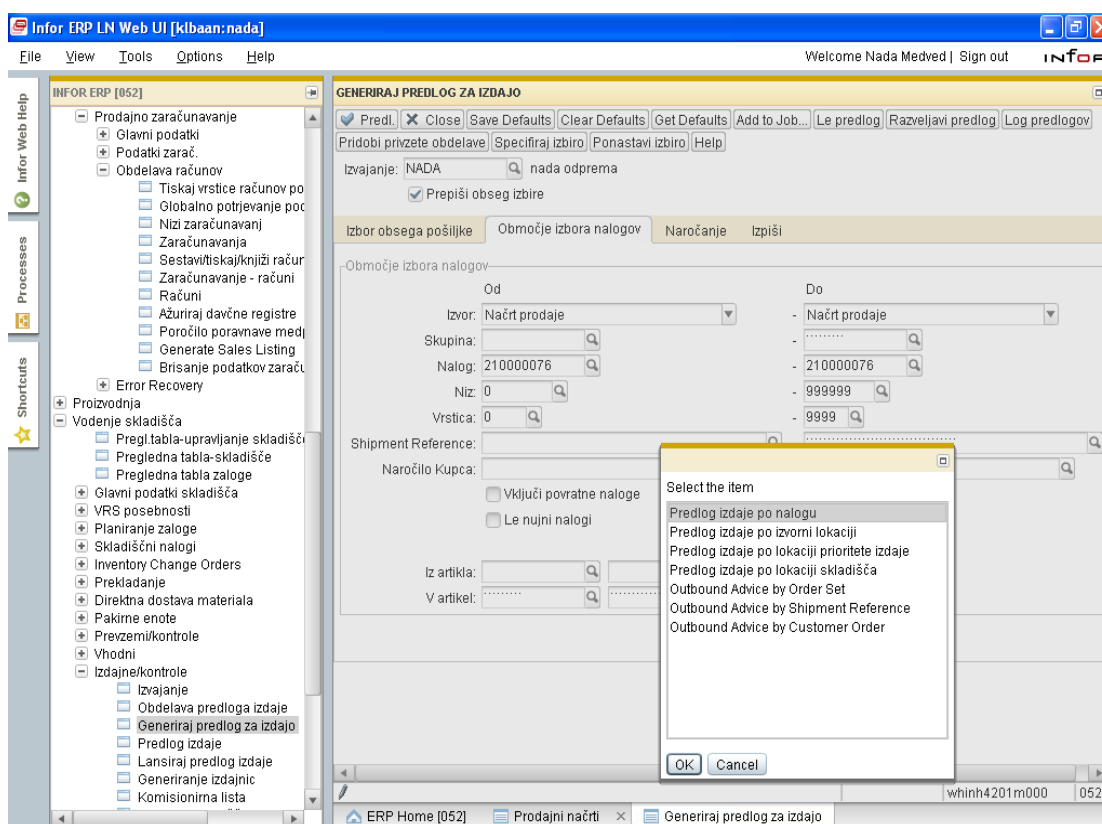 Infor ERP LN Web UI [klbaan:nada]
File View Tools Options Help Welcome Nada Medved | Sign out
Infor Web Help
Processes
Shortcuts
INFOR ERP [052]
Prodajno zaračunavanje
Glavni podatki
Podatki zarač.
Obdelava računov
Tiskaj vrstice računov po
Globalno potrjevanje poc
Nizi zaračunavanj
Zaračunavanja
Sestavi/tiskaj/knjiži račur
Zaračunavanje - računi
Računi
Ažuriraj davčne registre
Poročilo poravnave medp
Generate Sales Listing
Brisanje podatkov zaraču
Error Recovery
Proizvodnja
Vodenje skladišča
Pregl.tabla-upravljanje skladišč
Pregledna tabla-skladišče
Pregledna tabla zaloge
Glavni podatki skladišča
VRS posebnosti
Planiranje zaloge
Skladiščni nalogi
Inventory Change Orders
Prekladanje
Direktna dostava materiala
Pakirne enote
Prevzemi/kontrole
Vhodni
Izdajne/kontrole
Izvajanje
Obdelava predloga izdaje
Generiraj predlog za izdajo
Predlog izdaje
Lansiraj predlog izdaje
Generiranje izdajnic
Komisionirna lista
GENERIRAJ PREDLOG ZA IZDAJO
Predl. Close Save Defaults Clear Defaults Get Defaults Add to Job... Le predlog Razveljavi predlog Log predlogov
Pridobi privzete obdelave Specifiraj izbiro Ponastavi izbiro Help
Izvajanje: NADA nada odprema
Prepiši obseg izbire
Izbor obsega pošiljke Območje izbora nalogov Naročanje Izpiši
Območje izbora nalogov
Od Do
Izvor: Načrt prodaje - Načrt prodaje
Skupina: -
Nalog: 210000076 - 210000076
Niz: 0 - 999999
Vrstica: 0 - 9999
Shipment Reference:
Naročilo Kupca:
Vključi povratne naloge
Le nujni nalogi
Iz artikla:
V artikel:
Select the item
Predlog izdaje po nalogu
Predlog izdaje po izvorni lokaciji
Predlog izdaje po lokaciji prioritete izdaje
Predlog izdaje po lokaciji skladišča
Outbound Advice by Order Set
Outbound Advice by Shipment Reference
Outbound Advice by Customer Order
OK Cancel
whinh4201m000 052
ERP Home [052] Prodajni načrti Generiraj predlog za izdajo